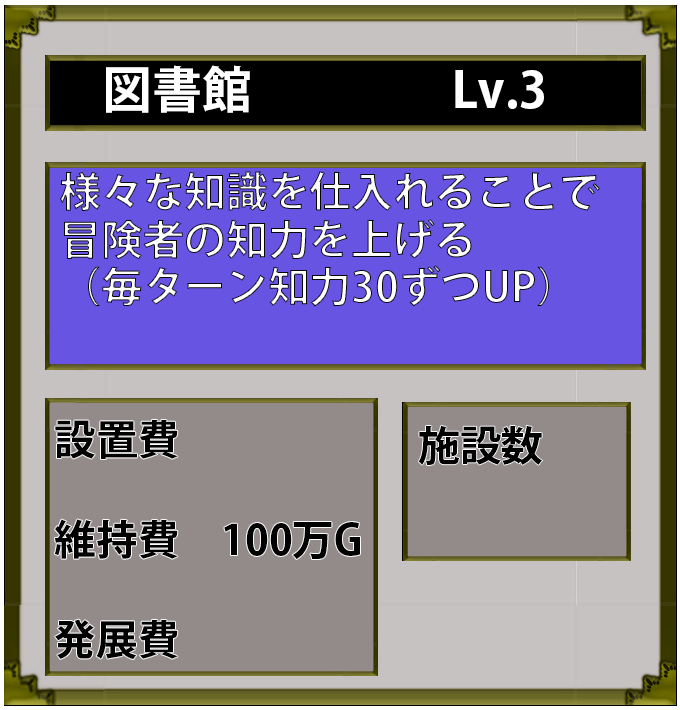 図書館 Lv.3
様々な知識を仕入れることで
冒険者の知力を上げる
（毎ターン知力30ずつUP）
設置費
維持費 100万G
発展費
施設数